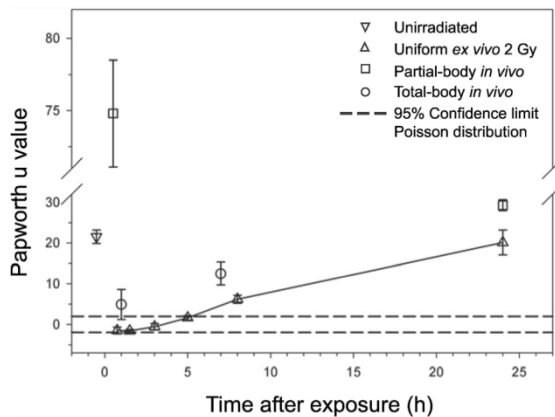 80
75
30
20
10
0
0
5
10
15
20
25
Papworth u value
Time after exposure (h)
Unirradiated
Uniform ex vivo 2 Gy
Partial-body in vivo
Total-body in vivo
95% Confidence limit
Poisson distribution